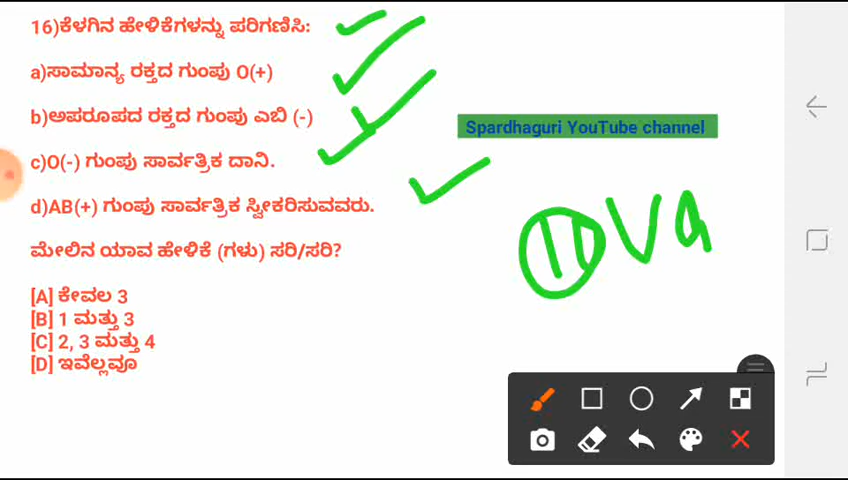 16)ಕೆಳಗಿನ ಹೇಳಿಕೆಗಳನ್ನು ಪರಿಗಣಿಸಿ:
a)ಸಾಮಾನ್ಯ ರಕ್ತದ ಗುಂಪು O(+)
b)ಅಪರೂಪದ ರಕ್ತದ ಗುಂಪು ಎಬಿ (-)
Spardhaguri YouTube channel
c)O(-) ಗುಂಪು ಸಾರ್ವತ್ರಿಕ ದಾನಿ.
d)AB(+) ಗುಂಪು ಸಾರ್ವತ್ರಿಕ ಸ್ವೀಕರಿಸುವವರು.
ಮೇಲಿನ ಯಾವ ಹೇಳಿಕೆ (ಗಳು) ಸರಿ/ಸರಿ?
[A] ಕೇವಲ 3
[B] 1 ಮತ್ತು 3
[C] 2, 3 ಮತ್ತು 4
[D] ಇವೆಲ್ಲವೂ